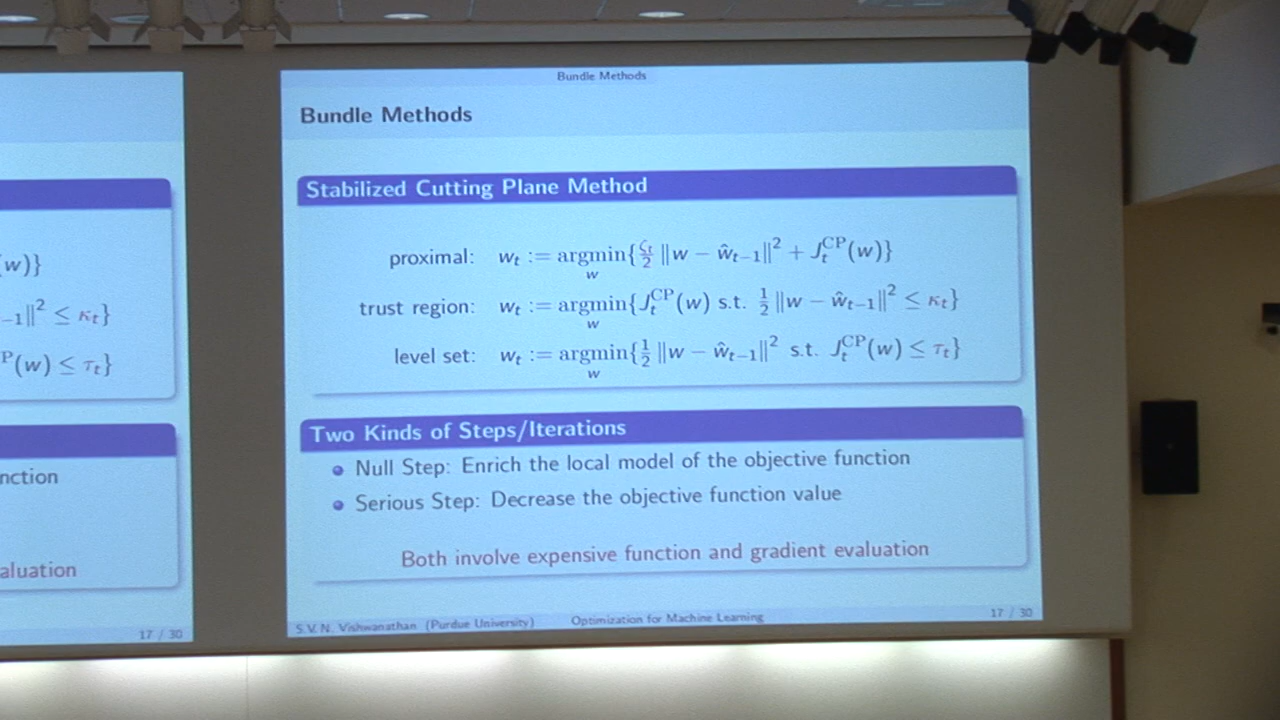 Bundle Methods
Bundle Methods
Stabilized Cutting Plane Method
proximal: w_t := argmin_w {ζ_t/2 ‖w − ŵ_{t−1}‖² + J_t^{CP}(w)}
trust region: w_t := argmin_w {J_t^{CP}(w) s.t. 1/2 ‖w − ŵ_{t−1}‖² ≤ κ_t}
level set: w_t := argmin_w {1/2 ‖w − ŵ_{t−1}‖² s.t. J_t^{CP}(w) ≤ τ_t}
Two Kinds of Steps/Iterations
Null Step: Enrich the local model of the objective function
Serious Step: Decrease the objective function value
Both involve expensive function and gradient evaluation
S.V.N. Vishwanathan (Purdue University) Optimization for Machine Learning 17 / 30
w)}
−1‖² ≤ κ_t}
P(w) ≤ τ_t}
nction
aluation
17 / 30